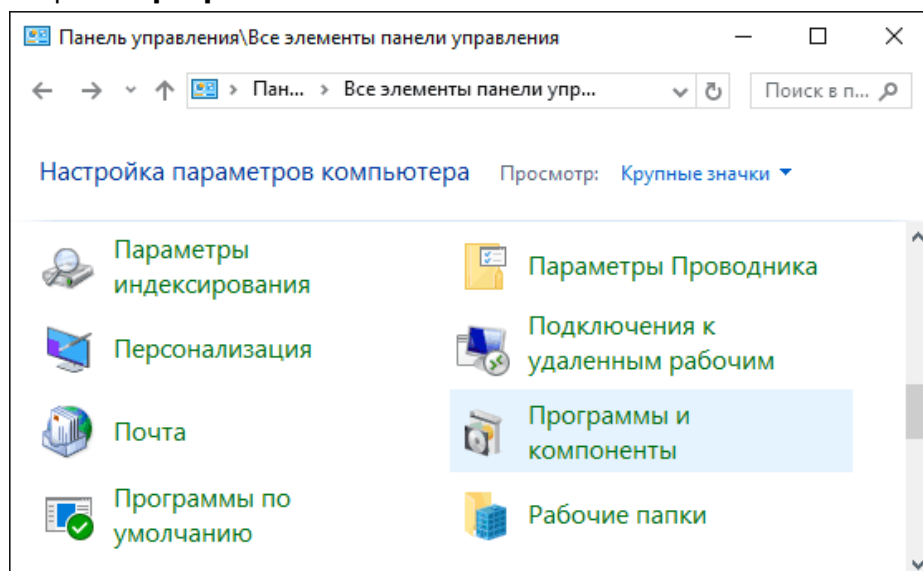 Панель управления\Все элементы панели управления
Пан... > Все элементы панели упр...
Поиск в п...
Настройка параметров компьютера
Просмотр: Крупные значки
Параметры
индексирования
Параметры Проводника
Персонализация
Подключения к
удаленным рабочим
Почта
Программы и
компоненты
Программы по
умолчанию
Рабочие папки